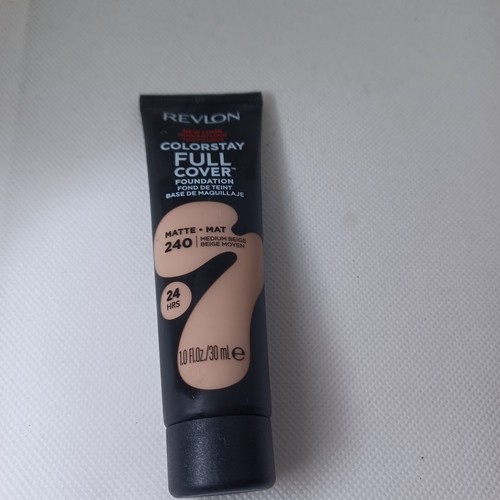 REVLON
COLORSTAY
FULL
COVER™
FOUNDATION
FOND DE TEINT
BASE DE MAQUILLAJE
MATTE • MAT
240 MEDIUM BEIGE
BEIGE MOYEN
24
HRS
1.0 Fl.Oz./30 mL e